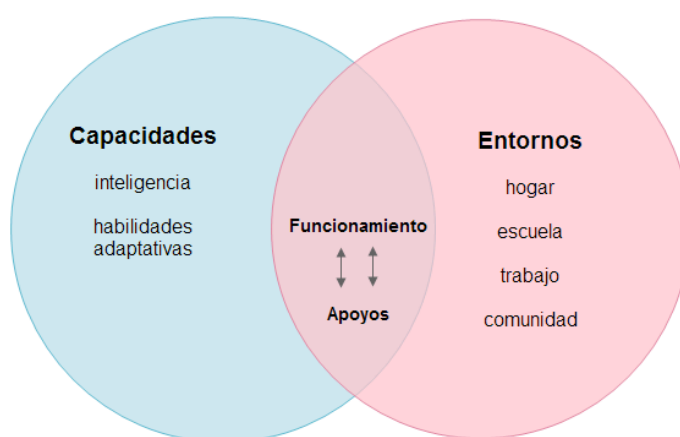 Capacidades
inteligencia
habilidades
adaptativas
Funcionamiento
Apoyos
Entornos
hogar
escuela
trabajo
comunidad